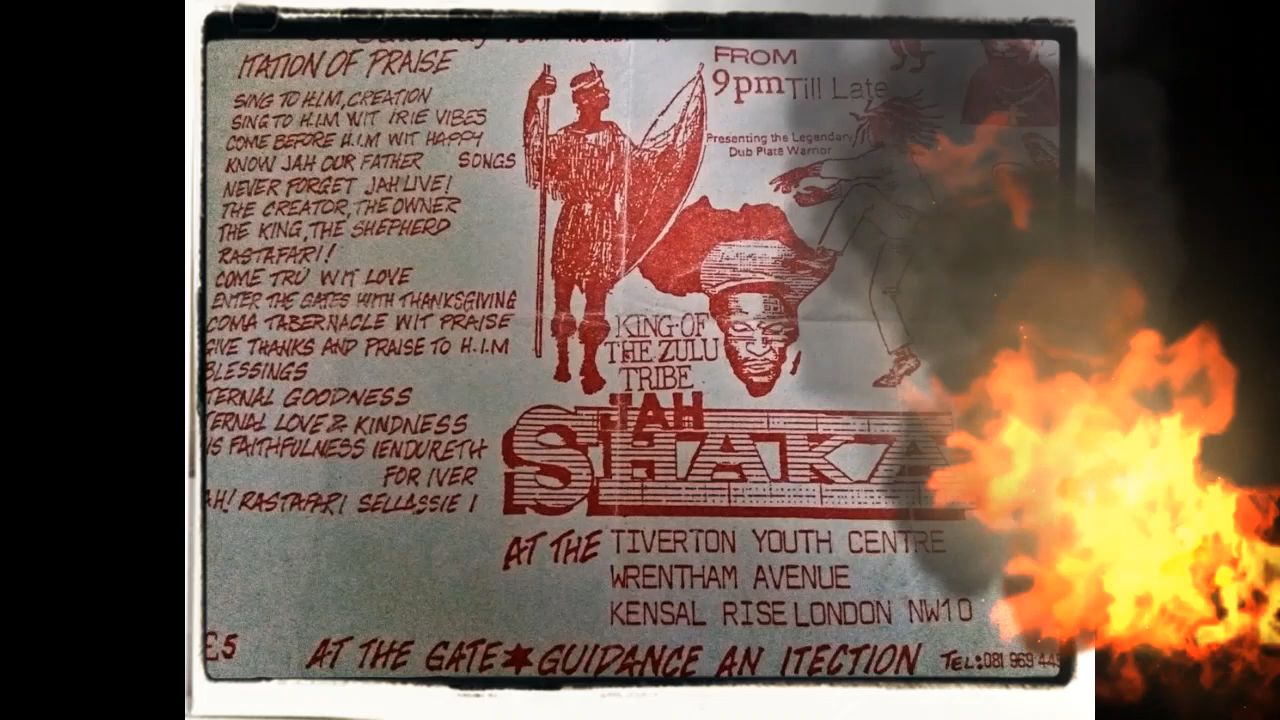 ITATION OF PRAISE
SING TO H.I.M, CREATION
SING TO H.I.M WIT IRIE VIBES
COME BEFORE H.I.M WIT HAPPY
KNOW JAH OUR FATHER SONGS
NEVER FORGET JAH LIVE!
THE CREATOR, THE OWNER
THE KING, THE SHEPHERD
RASTAFARI!
COME TRU WIT LOVE
ENTER THE GATES WITH THANKSGIVING
COMA TABERNACLE WIT PRAISE
GIVE THANKS AND PRAISE TO H.I.M
BLESSINGS
TERNAL GOODNESS
TERNAL LOVE & KINDNESS
IS FAITHFULNESS IENDURETH
FOR IVER
AH! RASTAFARI SELLASSIE I
FROM
9pm Till Late
Presenting the Legendary
Dub Plate Warrior
KING OF
THE ZULU
TRIBE
JAH
SHAKA
AT THE TIVERTON YOUTH CENTRE
WRENTHAM AVENUE
KENSAL RISE LONDON NW10
£5 AT THE GATE ★ GUIDANCE AN ITECTION TEL: 081 969 44